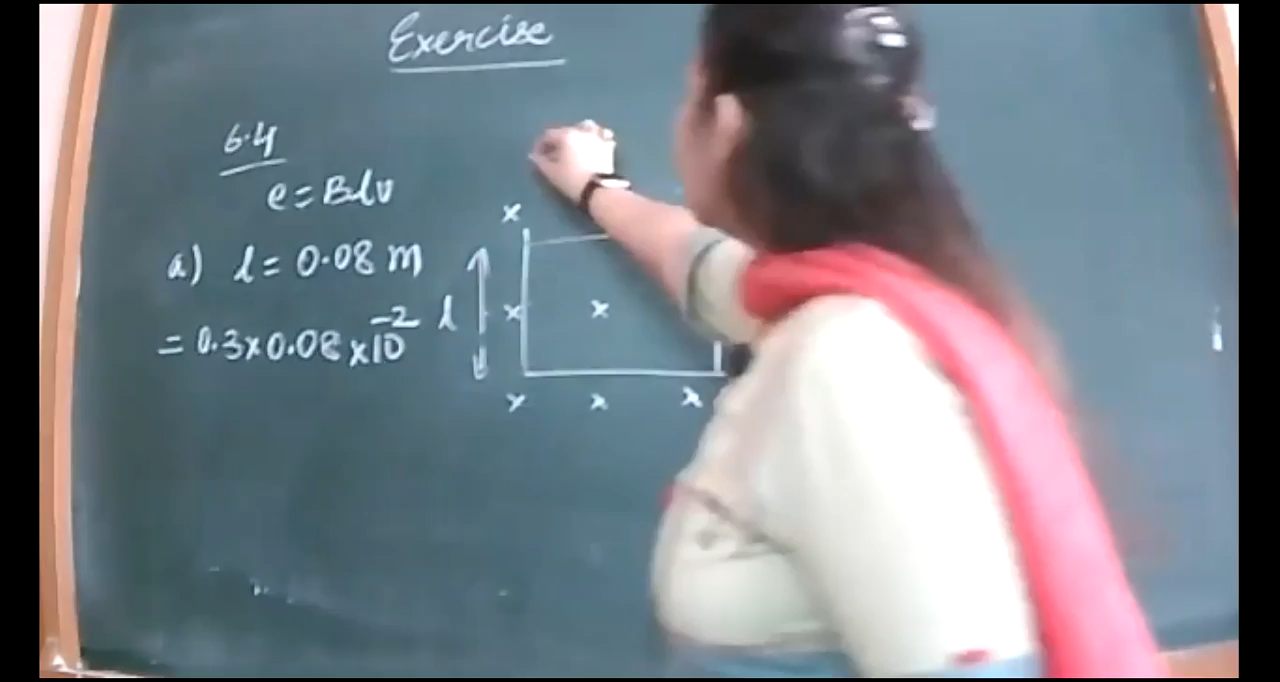 Exercise
6.4
e = Blv
a) l = 0.08 m
= 0.3 x 0.08 x 10⁻²
l
x
x x
x x x